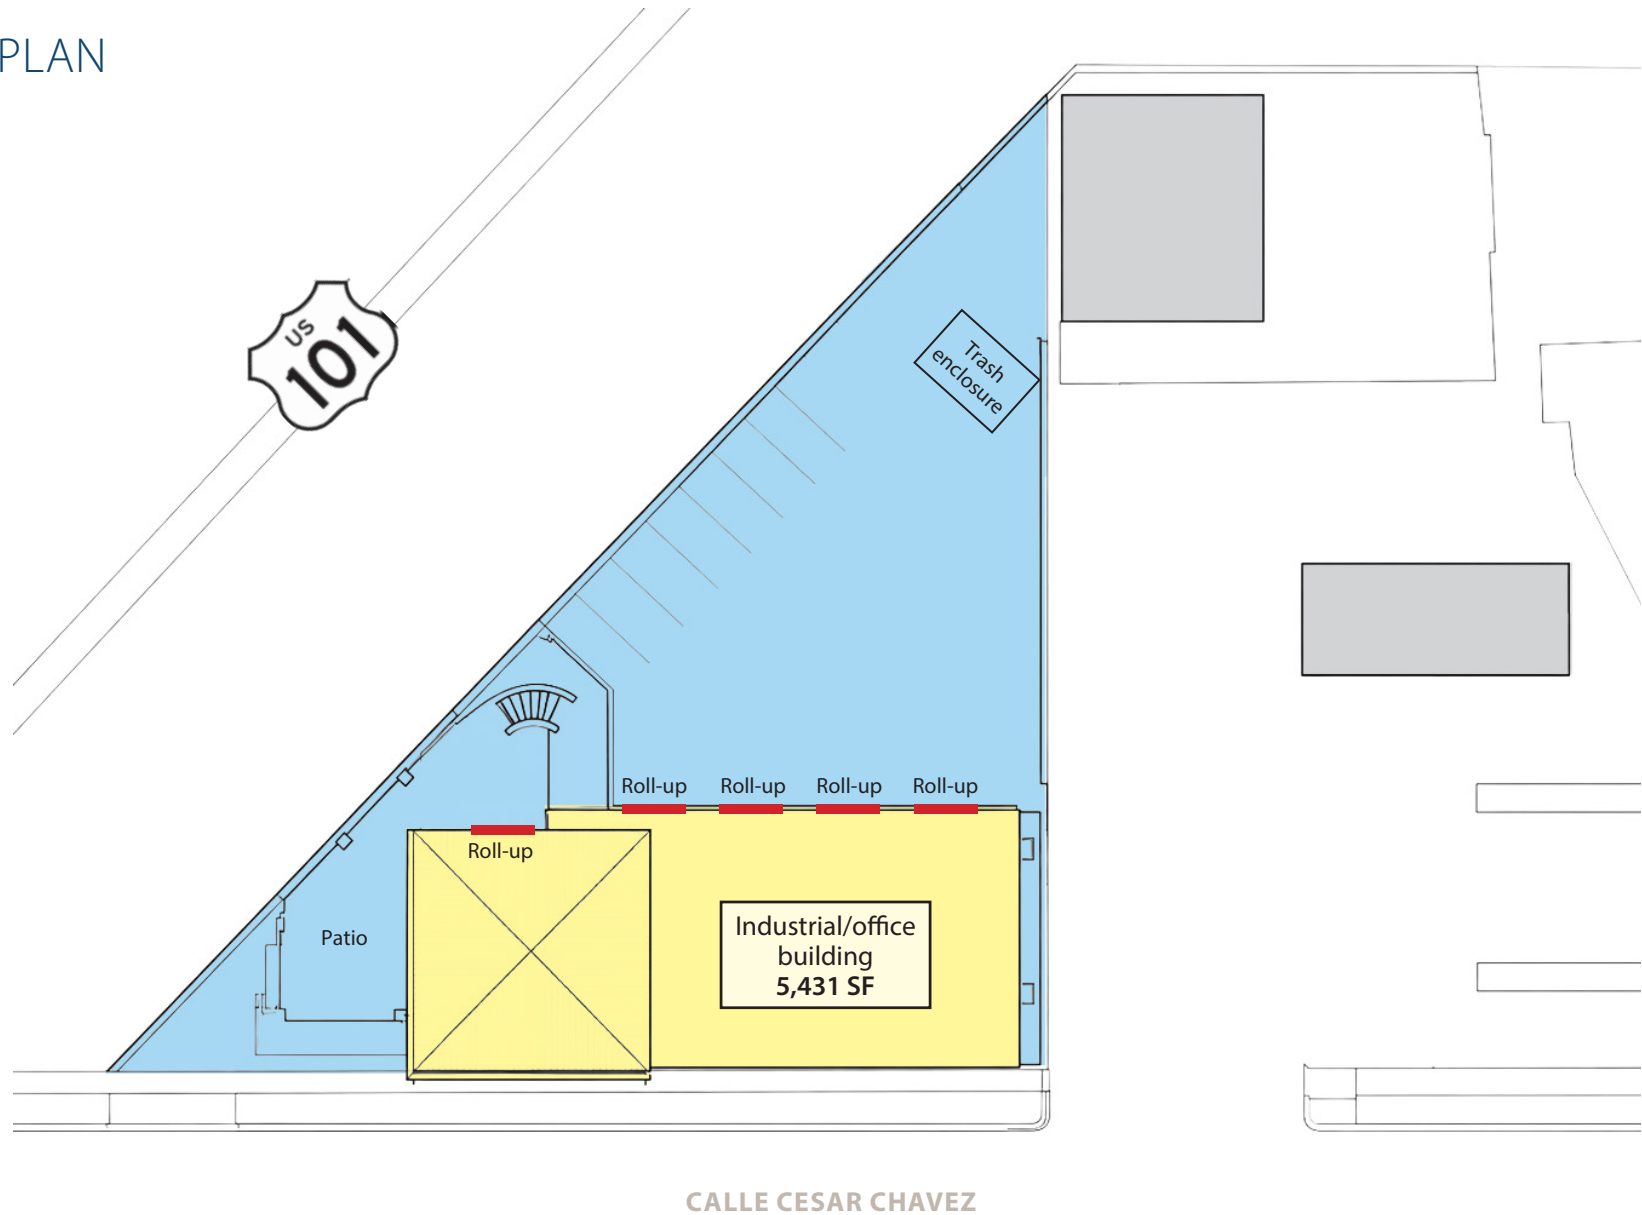 PLAN
US
101
Trash
enclosure
Roll-up
Roll-up
Roll-up
Roll-up
Roll-up
Patio
Industrial/office
building
5,431 SF
CALLE CESAR CHAVEZ